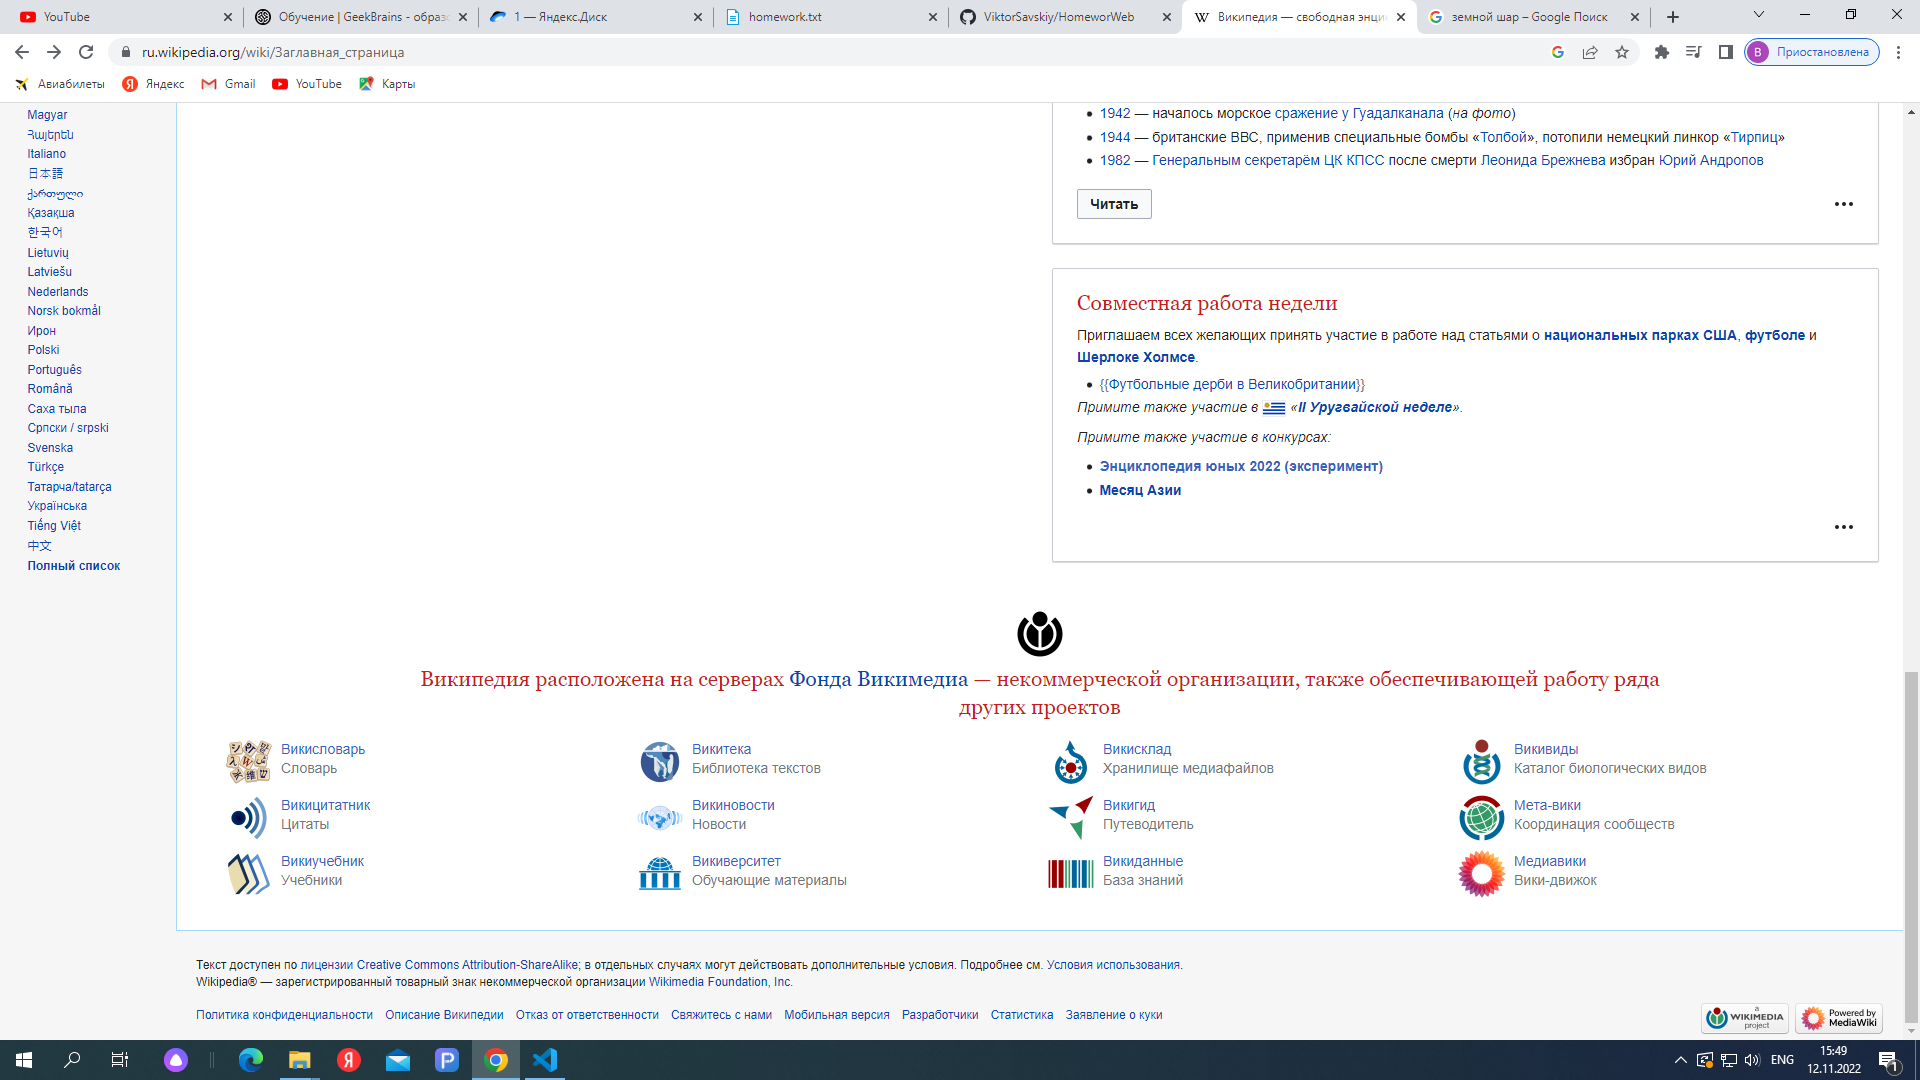 YouTube
Обучение | GeekBrains - образо
1 — Яндекс.Диск
homework.txt
ViktorSavskiy/HomeworWeb
Википедия — свободная энци
земной шар – Google Поиск
ru.wikipedia.org/wiki/Заглавная_страница
В Приостановлена
Авиабилеты
Яндекс
Gmail
YouTube
Карты
Magyar
Հայերեն
Italiano
日本語
ქართული
Қазақша
한국어
Lietuvių
Latviešu
Nederlands
Norsk bokmål
Ирон
Polski
Português
Română
Саха тыла
Српски / srpski
Svenska
Türkçe
Татарча/tatarça
Українська
Tiếng Việt
中文
Полный список
1942 — началось морское сражение у Гуадалканала (на фото)
1944 — британские ВВС, применив специальные бомбы «Толбой», потопили немецкий линкор «Тирпиц»
1982 — Генеральным секретарём ЦК КПСС после смерти Леонида Брежнева избран Юрий Андропов
Читать
Совместная работа недели
Приглашаем всех желающих принять участие в работе над статьями о национальных парках США, футболе и
Шерлоке Холмсе.
{{Футбольные дерби в Великобритании}}
Примите также участие в «II Уругвайской неделе».
Примите также участие в конкурсах:
Энциклопедия юных 2022 (эксперимент)
Месяц Азии
Википедия расположена на серверах Фонда Викимедиа — некоммерческой организации, также обеспечивающей работу ряда
других проектов
Викисловарь
Словарь
Викитека
Библиотека текстов
Викисклад
Хранилище медиафайлов
Викивиды
Каталог биологических видов
Викицитатник
Цитаты
Викиновости
Новости
Викигид
Путеводитель
Мета-вики
Координация сообществ
Викиучебник
Учебники
Викиверситет
Обучающие материалы
Викиданные
База знаний
Медиавики
Вики-движок
Текст доступен по лицензии Creative Commons Attribution-ShareAlike; в отдельных случаях могут действовать дополнительные условия. Подробнее см. Условия использования.
Wikipedia® — зарегистрированный товарный знак некоммерческой организации Wikimedia Foundation, Inc.
Политика конфиденциальности Описание Википедии Отказ от ответственности Свяжитесь с нами Мобильная версия Разработчики Статистика Заявление о куки
a
WIKIMEDIA
project
Powered by
MediaWiki
ENG
15:49
12.11.2022
1